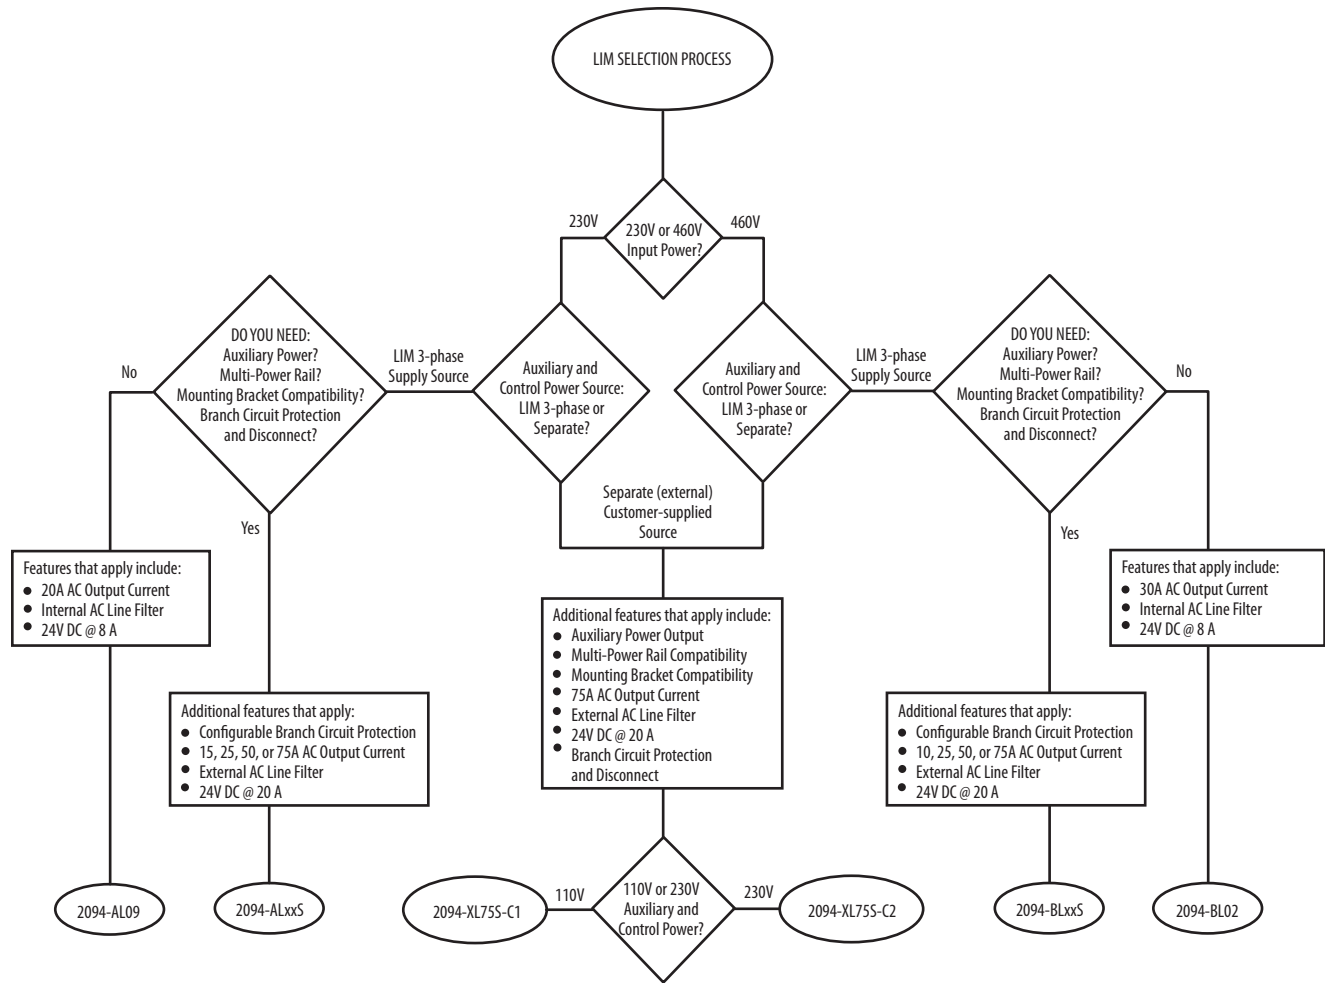 LIM SELECTION PROCESS
230V
460V
230V or 460V
Input Power?
DO YOU NEED:
Auxiliary Power?
Multi-Power Rail?
Mounting Bracket Compatibility?
Branch Circuit Protection
and Disconnect?
No
LIM 3-phase
Supply Source
Auxiliary and
Control Power Source:
LIM 3-phase or
Separate?
Auxiliary and
Control Power Source:
LIM 3-phase or
Separate?
LIM 3-phase
Supply Source
DO YOU NEED:
Auxiliary Power?
Multi-Power Rail?
Mounting Bracket Compatibility?
Branch Circuit Protection
and Disconnect?
No
Yes
Separate (external)
Customer-supplied
Source
Yes
Features that apply include:
● 20A AC Output Current
● Internal AC Line Filter
● 24V DC @ 8 A
Additional features that apply:
● Configurable Branch Circuit Protection
● 15, 25, 50, or 75A AC Output Current
● External AC Line Filter
● 24V DC @ 20 A
Additional features that apply include:
● Auxiliary Power Output
● Multi-Power Rail Compatibility
● Mounting Bracket Compatibility
● 75A AC Output Current
● External AC Line Filter
● 24V DC @ 20 A
● Branch Circuit Protection
and Disconnect
Additional features that apply:
● Configurable Branch Circuit Protection
● 10, 25, 50, or 75A AC Output Current
● External AC Line Filter
● 24V DC @ 20 A
Features that apply include:
● 30A AC Output Current
● Internal AC Line Filter
● 24V DC @ 8 A
2094-AL09
2094-ALxxS
2094-XL75S-C1
110V
110V or 230V
Auxiliary and
Control Power?
230V
2094-XL75S-C2
2094-BLxxS
2094-BL02